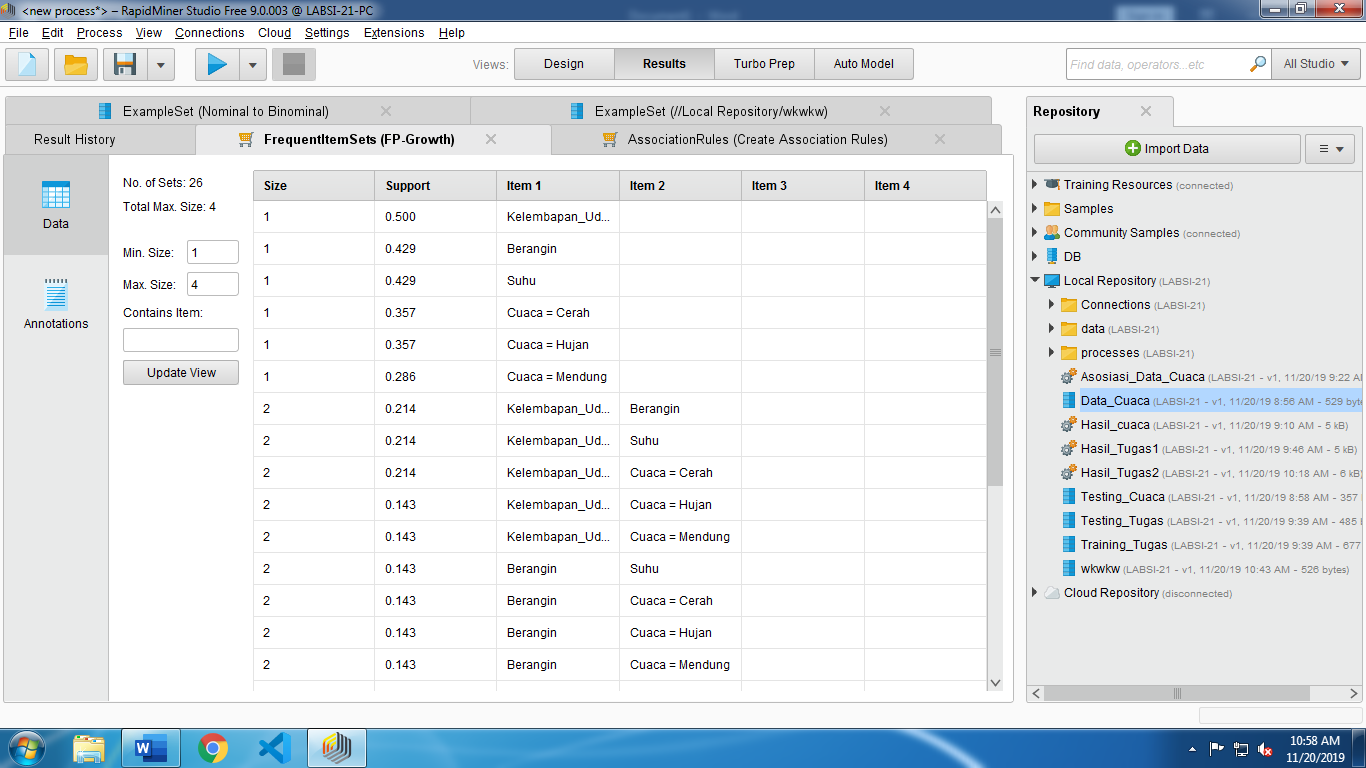 <new process*> – RapidMiner Studio Free 9.0.003 @ LABSI-21-PC
File Edit Process View Connections Cloud Settings Extensions Help
Views: Design Results Turbo Prep Auto Model
Find data, operators...etc All Studio
ExampleSet (Nominal to Binominal) ExampleSet (//Local Repository/wkwkw)
Result History FrequentItemSets (FP-Growth) AssociationRules (Create Association Rules)
Data
Annotations
No. of Sets: 26
Total Max. Size: 4
Min. Size: 1
Max. Size: 4
Contains Item:
Update View
Size Support Item 1 Item 2 Item 3 Item 4
1 0.500 Kelembapan_Ud...
1 0.429 Berangin
1 0.429 Suhu
1 0.357 Cuaca = Cerah
1 0.357 Cuaca = Hujan
1 0.286 Cuaca = Mendung
2 0.214 Kelembapan_Ud... Berangin
2 0.214 Kelembapan_Ud... Suhu
2 0.214 Kelembapan_Ud... Cuaca = Cerah
2 0.143 Kelembapan_Ud... Cuaca = Hujan
2 0.143 Kelembapan_Ud... Cuaca = Mendung
2 0.143 Berangin Suhu
2 0.143 Berangin Cuaca = Cerah
2 0.143 Berangin Cuaca = Hujan
2 0.143 Berangin Cuaca = Mendung
Repository
Import Data
Training Resources (connected)
Samples
Community Samples (connected)
DB
Local Repository (LABSI-21)
Connections (LABSI-21)
data (LABSI-21)
processes (LABSI-21)
Asosiasi_Data_Cuaca (LABSI-21 - v1, 11/20/19 9:22 A
Data_Cuaca (LABSI-21 - v1, 11/20/19 8:56 AM - 529 byt
Hasil_cuaca (LABSI-21 - v1, 11/20/19 9:10 AM - 5 kB)
Hasil_Tugas1 (LABSI-21 - v1, 11/20/19 9:46 AM - 5 kB)
Hasil_Tugas2 (LABSI-21 - v1, 11/20/19 10:18 AM - 6 kB)
Testing_Cuaca (LABSI-21 - v1, 11/20/19 8:58 AM - 357
Testing_Tugas (LABSI-21 - v1, 11/20/19 9:39 AM - 485
Training_Tugas (LABSI-21 - v1, 11/20/19 9:39 AM - 677
wkwkw (LABSI-21 - v1, 11/20/19 10:43 AM - 526 bytes)
Cloud Repository (disconnected)
10:58 AM
11/20/2019